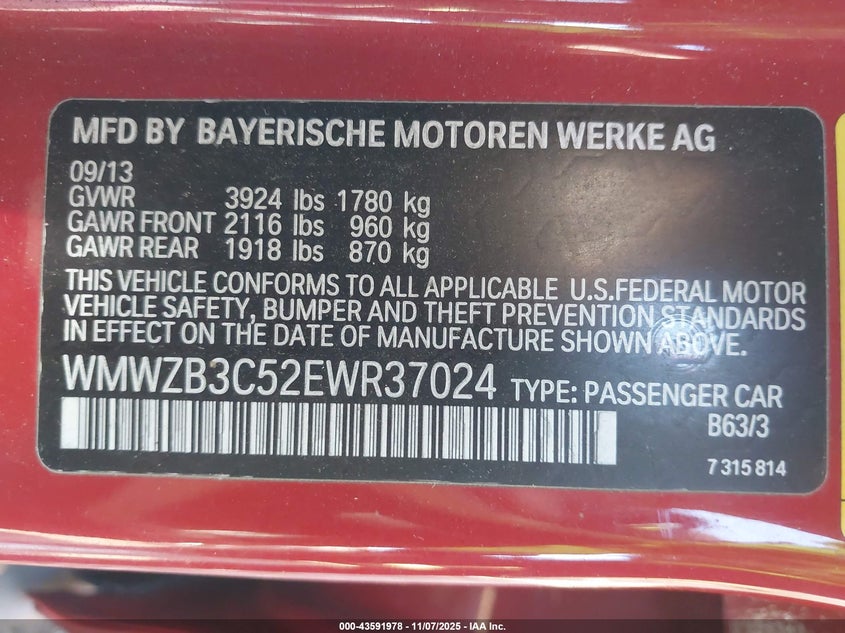 MFD BY BAYERISCHE MOTOREN WERKE AG
09/13
GVWR 3924 lbs 1780 kg
GAWR FRONT 2116 lbs 960 kg
GAWR REAR 1918 lbs 870 kg
THIS VEHICLE CONFORMS TO ALL APPLICABLE U.S.FEDERAL MOTOR
VEHICLE SAFETY, BUMPER AND THEFT PREVENTION STANDARDS
IN EFFECT ON THE DATE OF MANUFACTURE SHOWN ABOVE.
WMWZB3C52EWR37024 TYPE: PASSENGER CAR
B63/3
7 315 814
000-43591978 | 11/07/2025 | IAA Inc.